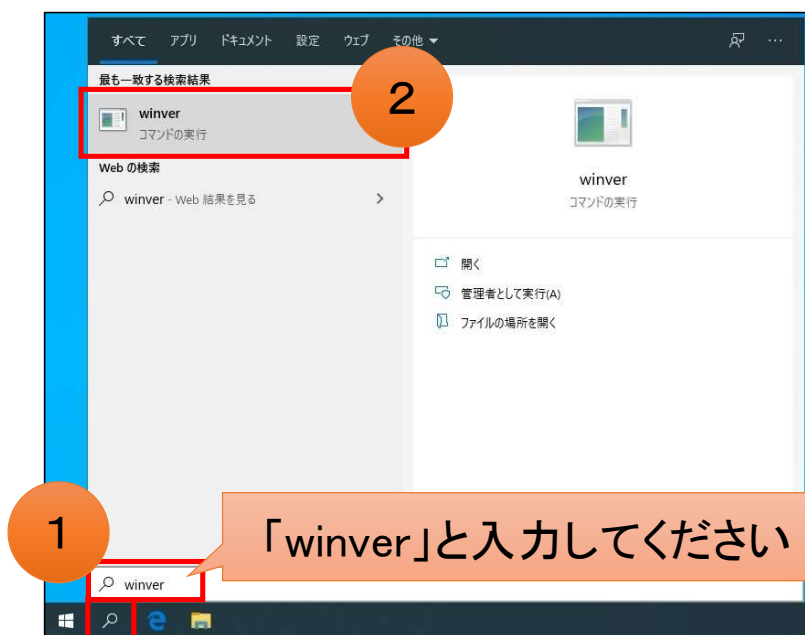 すべて アプリ ドキュメント 設定 ウェブ その他
最も一致する検索結果
winver
コマンドの実行
2
Web の検索
winver - Web 結果を見る
winver
コマンドの実行
開く
管理者として実行(A)
ファイルの場所を開く
1
「winver」と入力してください
winver